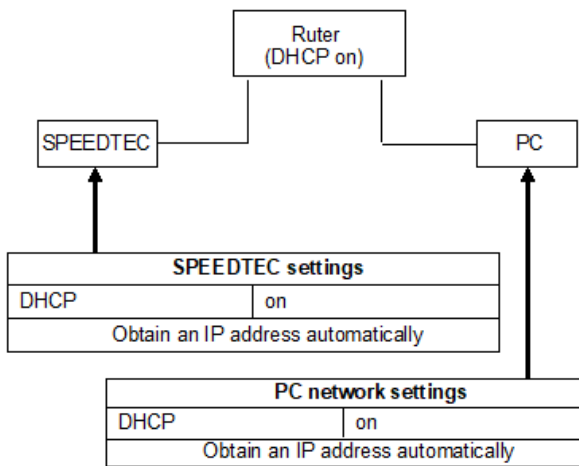 Ruter
(DHCP on)
SPEEDTEC
PC
SPEEDTEC settings
DHCP on
Obtain an IP address automatically
PC network settings
DHCP on
Obtain an IP address automatically